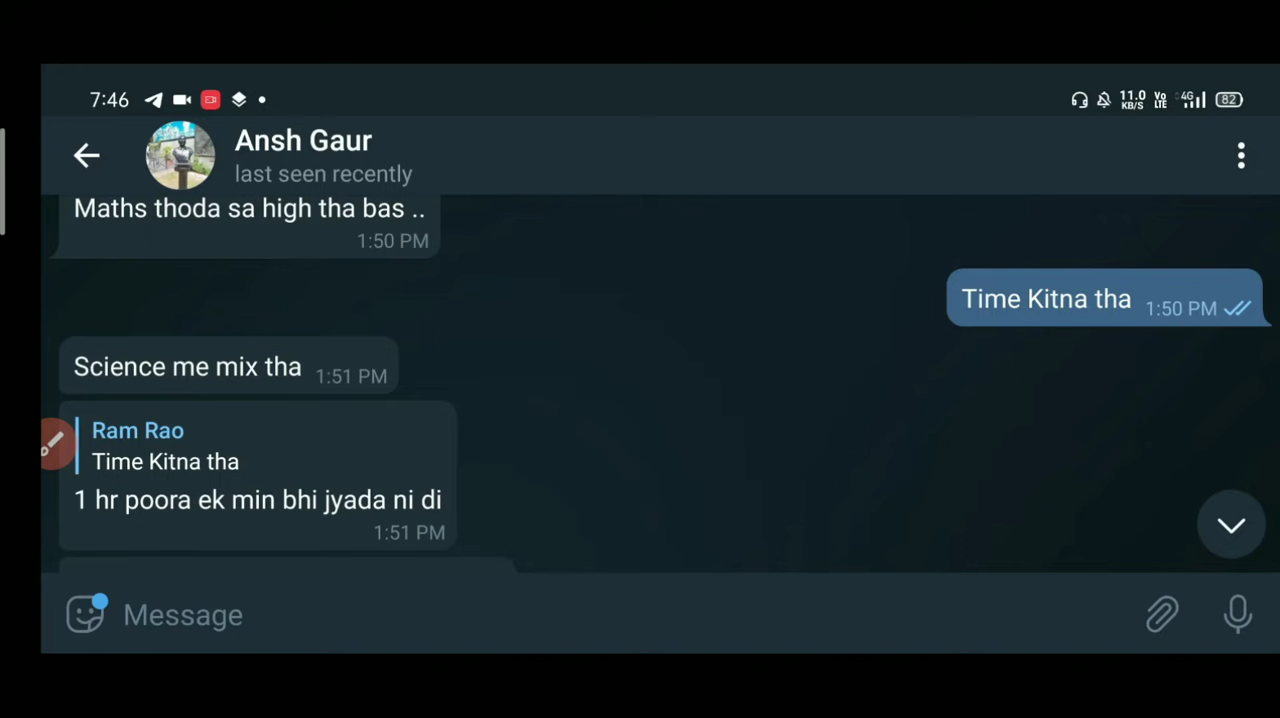 7:46
11.0
KB/S
Vo
LTE
4G
82
Ansh Gaur
last seen recently
Maths thoda sa high tha bas ..
1:50 PM
Time Kitna tha 1:50 PM
Science me mix tha 1:51 PM
Ram Rao
Time Kitna tha
1 hr poora ek min bhi jyada ni di
1:51 PM
Message